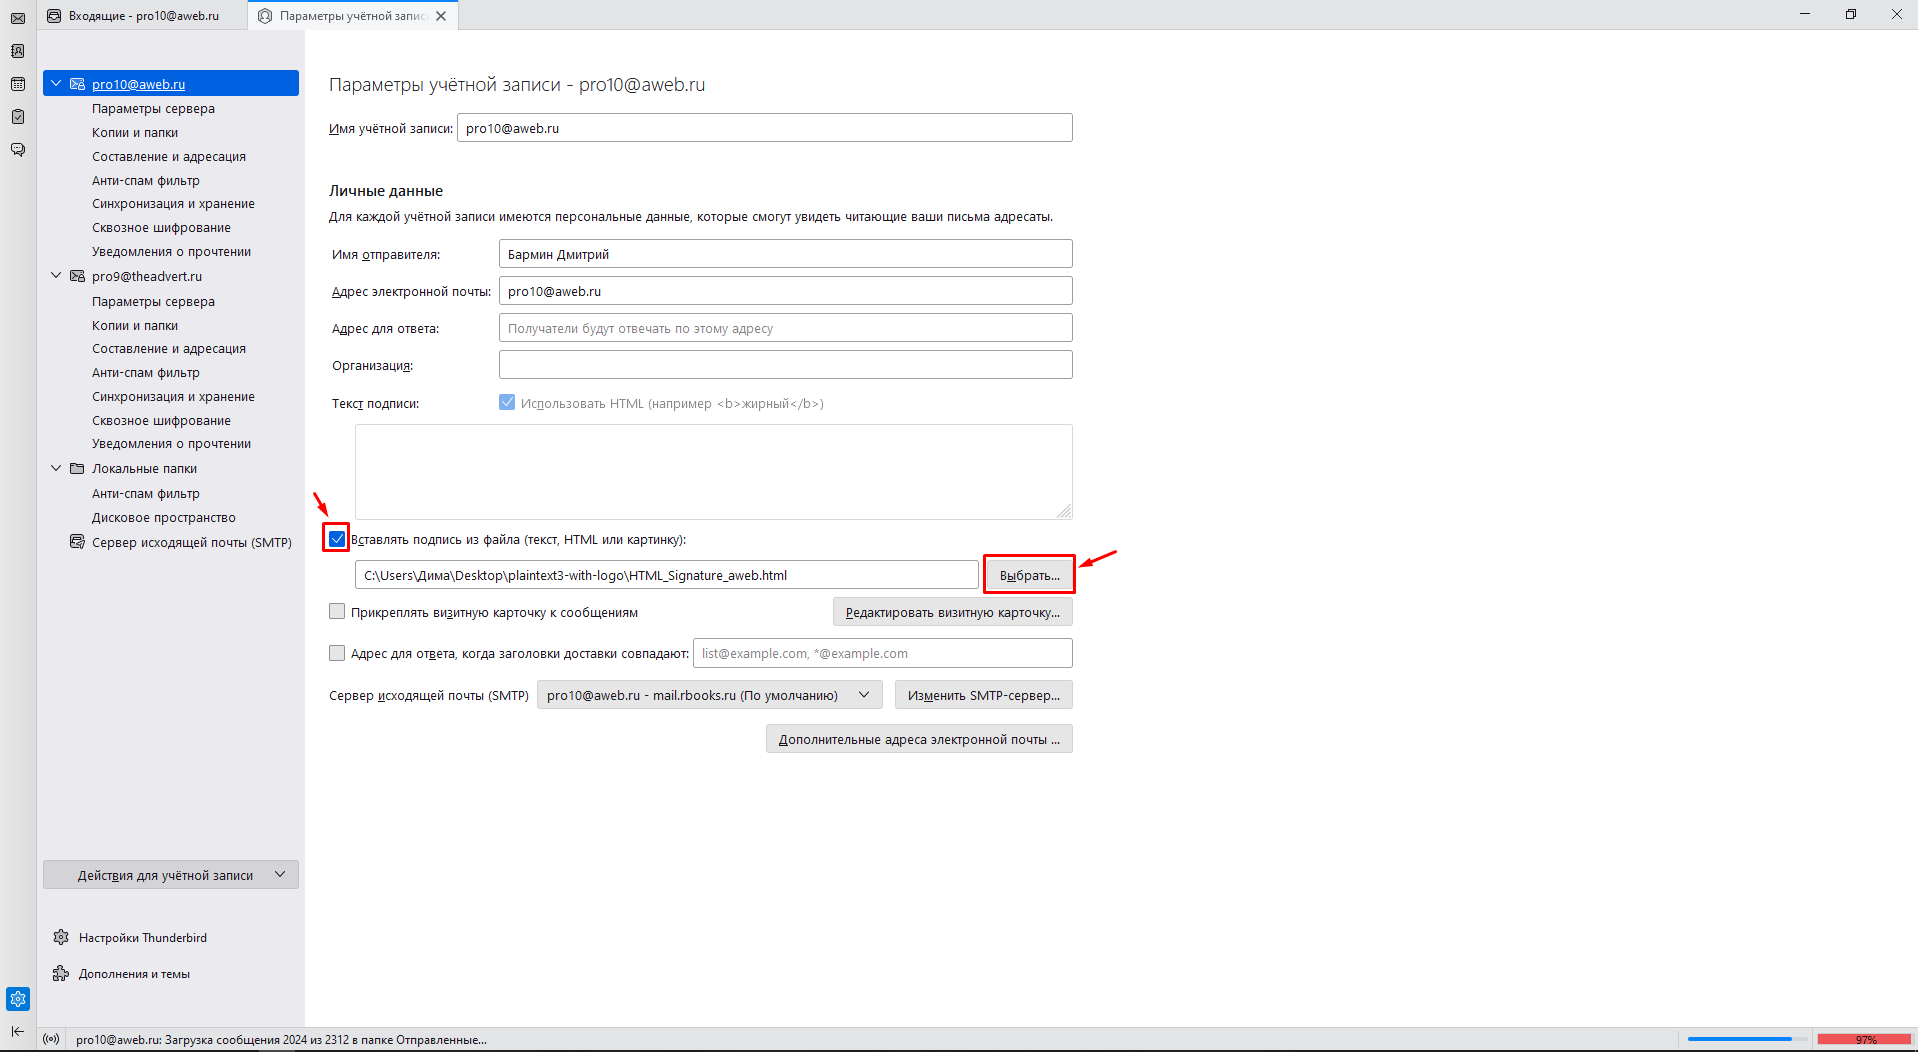 Входящие - pro10@aweb.ru
Параметры учётной запис
pro10@aweb.ru
Параметры сервера
Копии и папки
Составление и адресация
Анти-спам фильтр
Синхронизация и хранение
Сквозное шифрование
Уведомления о прочтении
pro9@theadvert.ru
Параметры сервера
Копии и папки
Составление и адресация
Анти-спам фильтр
Синхронизация и хранение
Сквозное шифрование
Уведомления о прочтении
Локальные папки
Анти-спам фильтр
Дисковое пространство
Сервер исходящей почты (SMTP)
Действия для учётной записи
Настройки Thunderbird
Дополнения и темы
Параметры учётной записи - pro10@aweb.ru
Имя учётной записи: pro10@aweb.ru
Личные данные
Для каждой учётной записи имеются персональные данные, которые смогут увидеть читающие ваши письма адресаты.
Имя отправителя: Бармин Дмитрий
Адрес электронной почты: pro10@aweb.ru
Адрес для ответа: Получатели будут отвечать по этому адресу
Организация:
Текст подписи: Использовать HTML (например <b>жирный</b>)
Вставлять подпись из файла (текст, HTML или картинку):
C:\Users\Дима\Desktop\plaintext3-with-logo\HTML_Signature_aweb.html Выбрать...
Прикреплять визитную карточку к сообщениям Редактировать визитную карточку...
Адрес для ответа, когда заголовки доставки совпадают: list@example.com, *@example.com
Сервер исходящей почты (SMTP) pro10@aweb.ru - mail.rbooks.ru (По умолчанию) Изменить SMTP-сервер...
Дополнительные адреса электронной почты ...
pro10@aweb.ru: Загрузка сообщения 2024 из 2312 в папке Отправленные... 97%